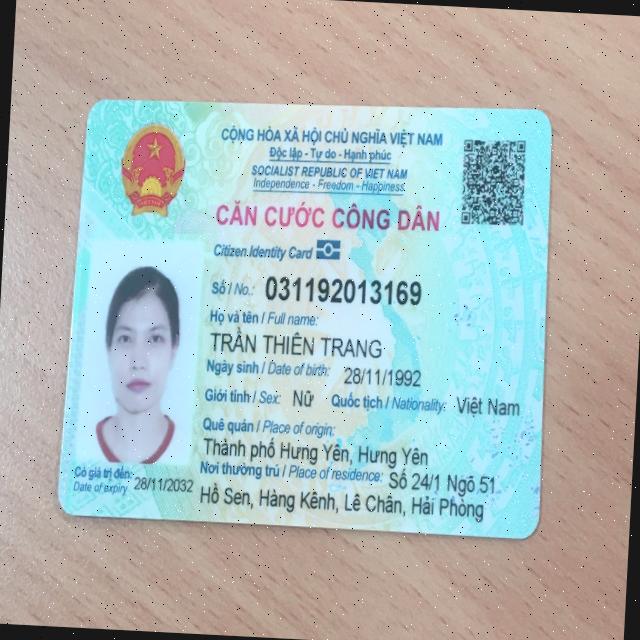 CỘNG HÒA XÃ HỘI CHỦ NGHĨA VIỆT NAM
Độc lập - Tự do - Hạnh phúc
SOCIALIST REPUBLIC OF VIET NAM
Independence - Freedom - Happiness
CĂN CƯỚC CÔNG DÂN
Citizen Identity Card
Số / No.: 031192013169
Họ và tên / Full name:
TRẦN THIÊN TRANG
Ngày sinh / Date of birth: 28/11/1992
Giới tính / Sex: Nữ Quốc tịch / Nationality: Việt Nam
Quê quán / Place of origin:
Thành phố Hưng Yên, Hưng Yên
Nơi thường trú / Place of residence: Số 24/1 Ngõ 51
Hồ Sen, Hàng Kênh, Lê Chân, Hải Phòng
Có giá trị đến: 28/11/2032
Date of expiry